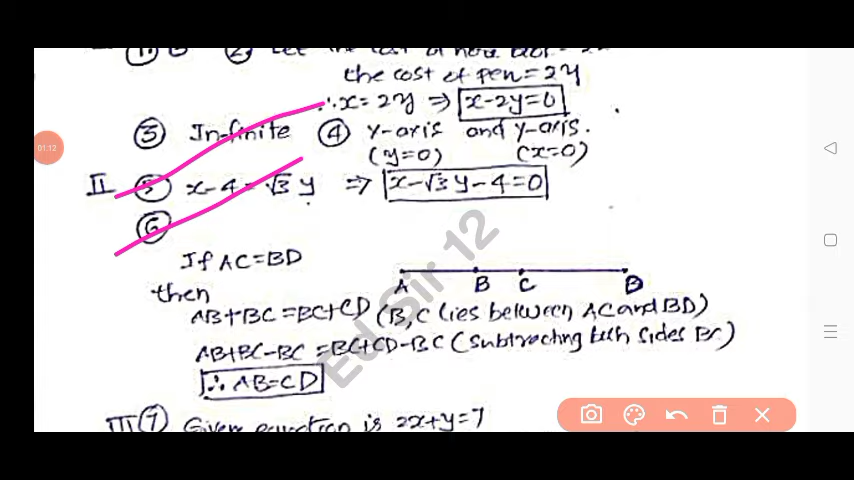 the cost of pen = 2y
∴ x = 2y ⇒ x-2y=0
③ In-finite ④ y-axis and y-axis.
(y=0) (x=0)
II ⑤ x-4 = √3 y ⇒ x-√3 y-4=0
⑥
If AC=BD
A B C D
then
AB+BC = BC+CD (B, C lies between AC and BD)
AB+BC-BC = BC+CD-BC (Subtracting both sides BC)
∴ AB=CD
III ⑦ Given equation is 2x+y=7
Ed Sir 12
01:12